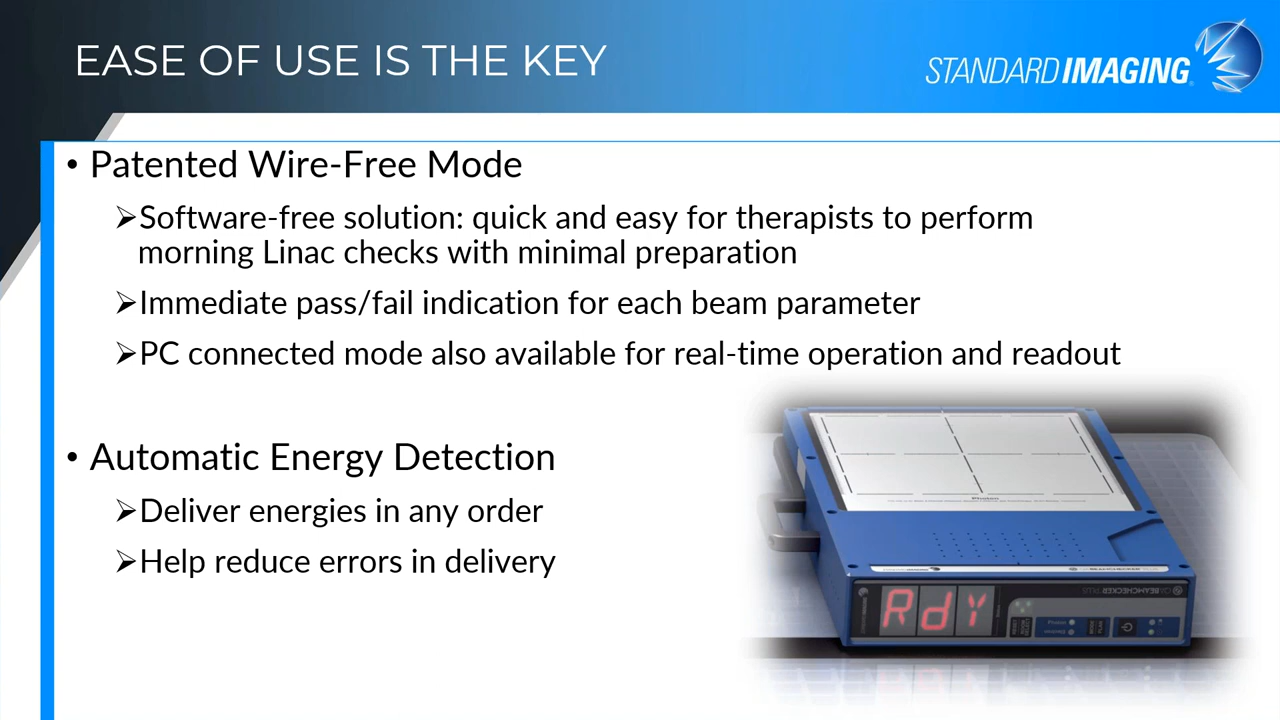 EASE OF USE IS THE KEY
STANDARD IMAGING
• Patented Wire-Free Mode
➢Software-free solution: quick and easy for therapists to perform
morning Linac checks with minimal preparation
➢Immediate pass/fail indication for each beam parameter
➢PC connected mode also available for real-time operation and readout
• Automatic Energy Detection
➢Deliver energies in any order
➢Help reduce errors in delivery
Photon
BEAMCHECKER PLUS
RdY